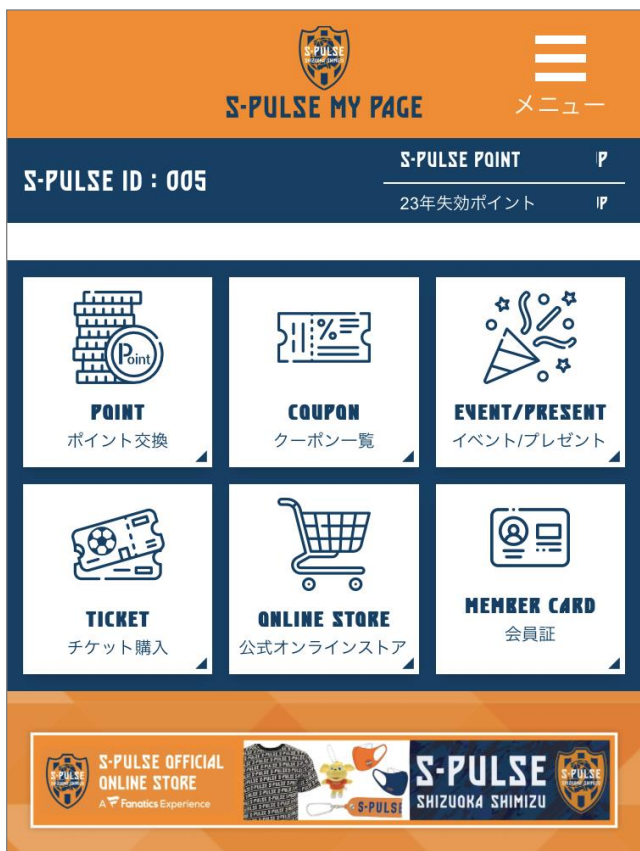 S-PULSE
SHIZUOKA SHIMIZU
S-PULSE MY PAGE
メニュー
S-PULSE ID : 005
S-PULSE POINT
P
23年失効ポイント
P
Point
POINT
ポイント交換
%
COUPON
クーポン一覧
EVENT/PRESENT
イベント/プレゼント
TICKET
チケット購入
ONLINE STORE
公式オンラインストア
MEMBER CARD
会員証
S-PULSE
S-PULSE OFFICIAL
ONLINE STORE
A Fanatics Experience
S-PULSE
S-PULSE
SHIZUOKA SHIMIZU
S-PULSE